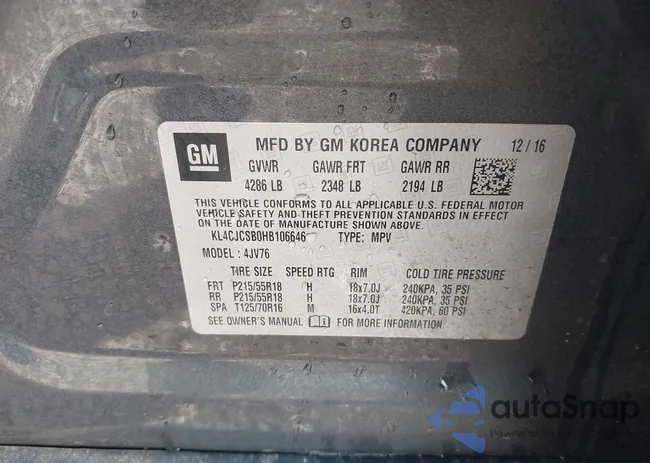 GM
MFD BY GM KOREA COMPANY 12/16
GVWR GAWR FRT GAWR RR
4286 LB 2348 LB 2194 LB
THIS VEHICLE CONFORMS TO ALL APPLICABLE U.S. FEDERAL MOTOR
VEHICLE SAFETY AND THEFT PREVENTION STANDARDS IN EFFECT
ON THE DATE OF MANUFACTURE SHOWN ABOVE.
KL4CJCSB0HB106646 TYPE: MPV
MODEL : 4JV76
TIRE SIZE SPEED RTG RIM COLD TIRE PRESSURE
FRT P215/55R18 H 18x7.0J 240KPA, 35 PSI
RR P215/55R18 H 18x7.0J 240KPA, 35 PSI
SPA T125/70R16 M 16x4.0T 420KPA, 60 PSI
SEE OWNER'S MANUAL FOR MORE INFORMATION.
autoSnap